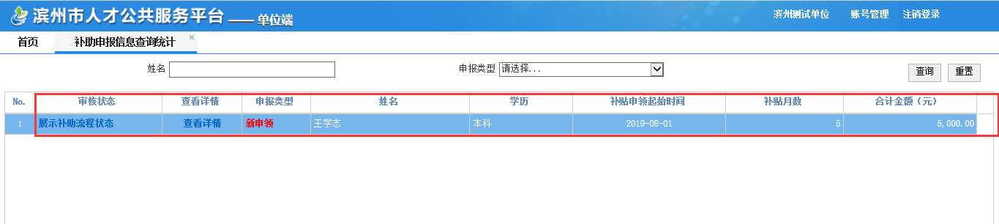 滨州市人才公共服务平台 —— 单位端 滨州测试单位 账号管理 注销登录
首页 补助申报信息查询统计 ×
姓名 申报类型 请选择... 查询 重置
No. 审核状态 查看详情 申报类型 姓名 学历 补贴申领起始时间 补贴月数 合计金额（元）
1 展示补助流程状态 查看详情 新申领 王学志 本科 2019-08-01 5 5,000.00